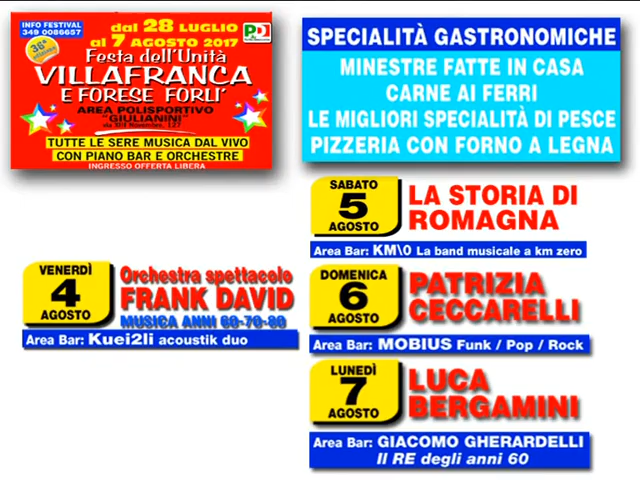 INFO FESTIVAL
349 0086657
36ª
dal 28 LUGLIO
al 7 AGOSTO 2017
PD
Festa dell'Unità
VILLAFRANCA
E FORESE FORLI'
AREA POLISPORTIVO
"GIULIANINI"
TUTTE LE SERE MUSICA DAL VIVO
CON PIANO BAR E ORCHESTRE
INGRESSO OFFERTA LIBERA
SPECIALITÀ GASTRONOMICHE
MINESTRE FATTE IN CASA
CARNE AI FERRI
LE MIGLIORI SPECIALITÀ DI PESCE
PIZZERIA CON FORNO A LEGNA
VENERDÌ
4
AGOSTO
Orchestra spettacolo
FRANK DAVID
MUSICA ANNI 60-70-80
Area Bar: Kuei2li acoustik duo
SABATO
5
AGOSTO
LA STORIA DI
ROMAGNA
Area Bar: KM\0 La band musicale a km zero
DOMENICA
6
AGOSTO
PATRIZIA
CECCARELLI
Area Bar: MOBIUS Funk / Pop / Rock
LUNEDÌ
7
AGOSTO
LUCA
BERGAMINI
Area Bar: GIACOMO GHERARDELLI
Il RE degli anni 60